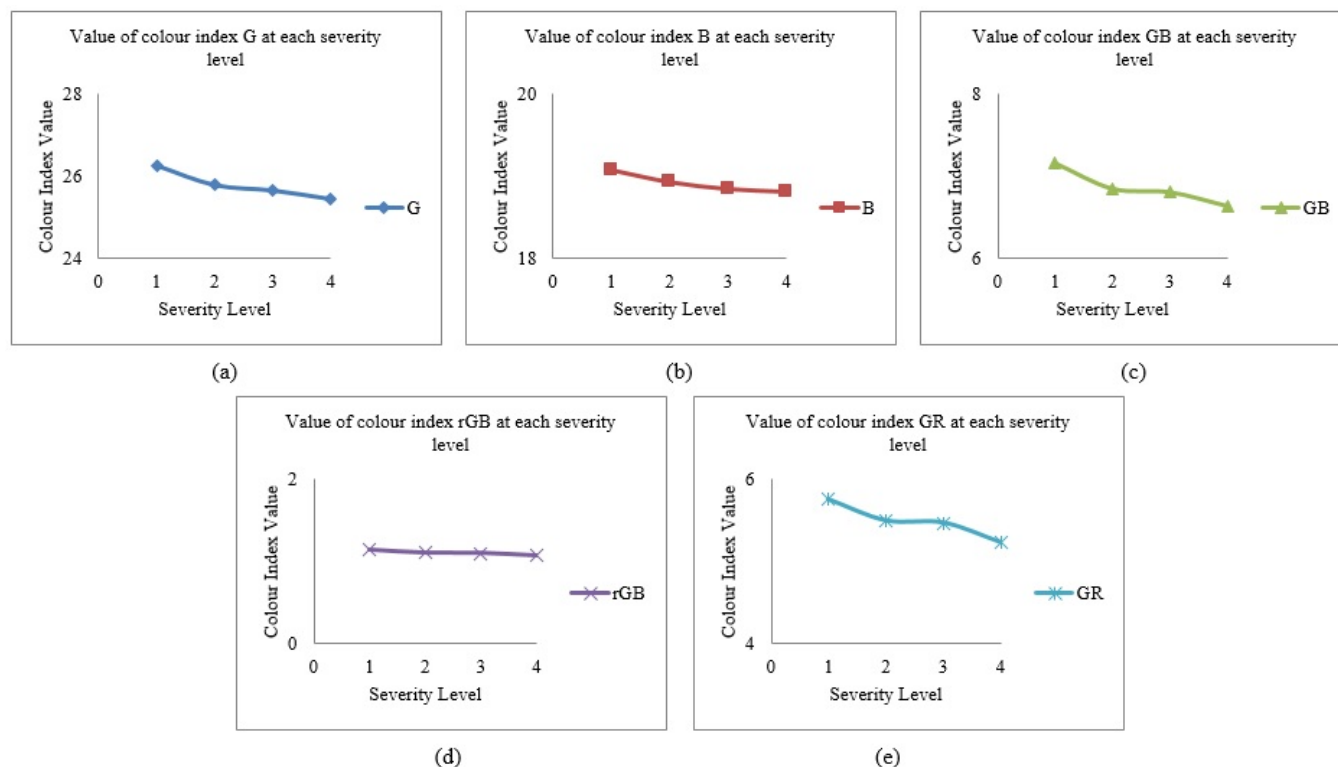 Value of colour index G at each severity
level
Colour Index Value
28
26
24
0
1
2
3
4
Severity Level
G
(a)
Value of colour index B at each severity
level
Colour Index Value
20
18
0
1
2
3
4
Severity Level
B
(b)
Value of colour index GB at each severity
level
Colour Index Value
8
6
0
1
2
3
4
Severity Level
GB
(c)
Value of colour index rGB at each severity
level
Colour Index Value
2
0
0
1
2
3
4
Severity Level
rGB
(d)
Value of colour index GR at each severity
level
Colour Index Value
6
4
0
1
2
3
4
Severity Level
GR
(e)